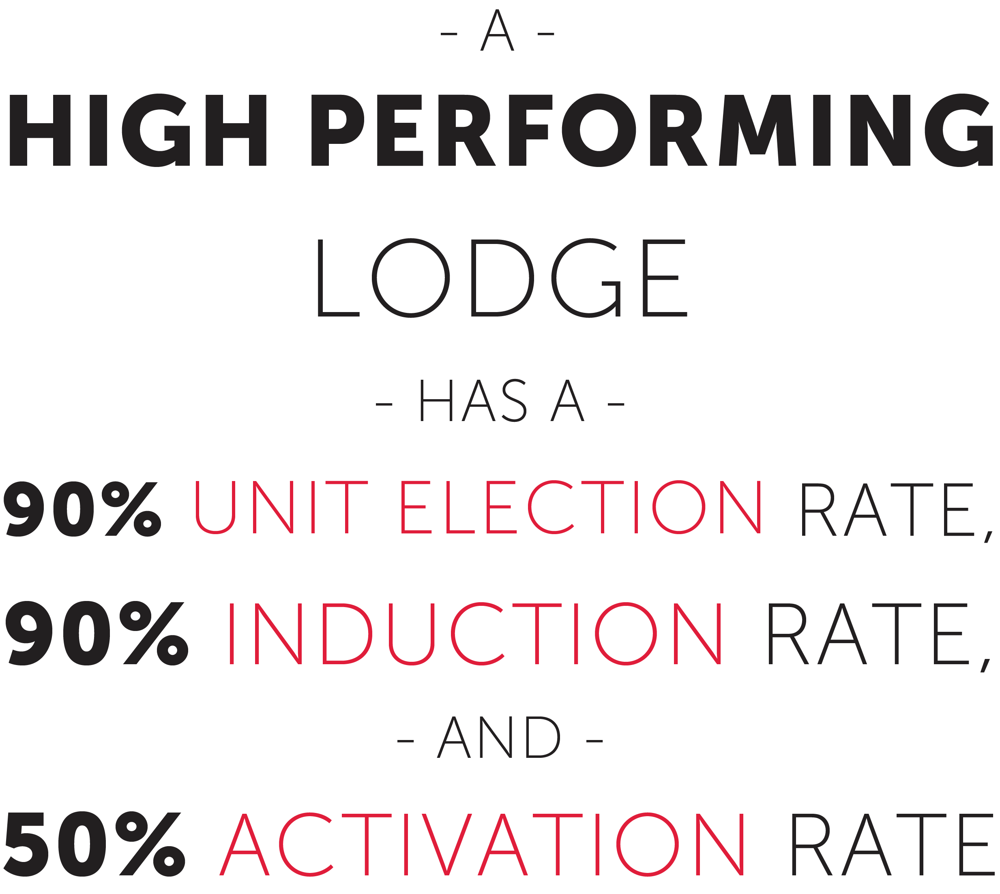 - A -
HIGH PERFORMING
LODGE
- HAS A -
90% UNIT ELECTION RATE,
90% INDUCTION RATE,
- AND -
50% ACTIVATION RATE